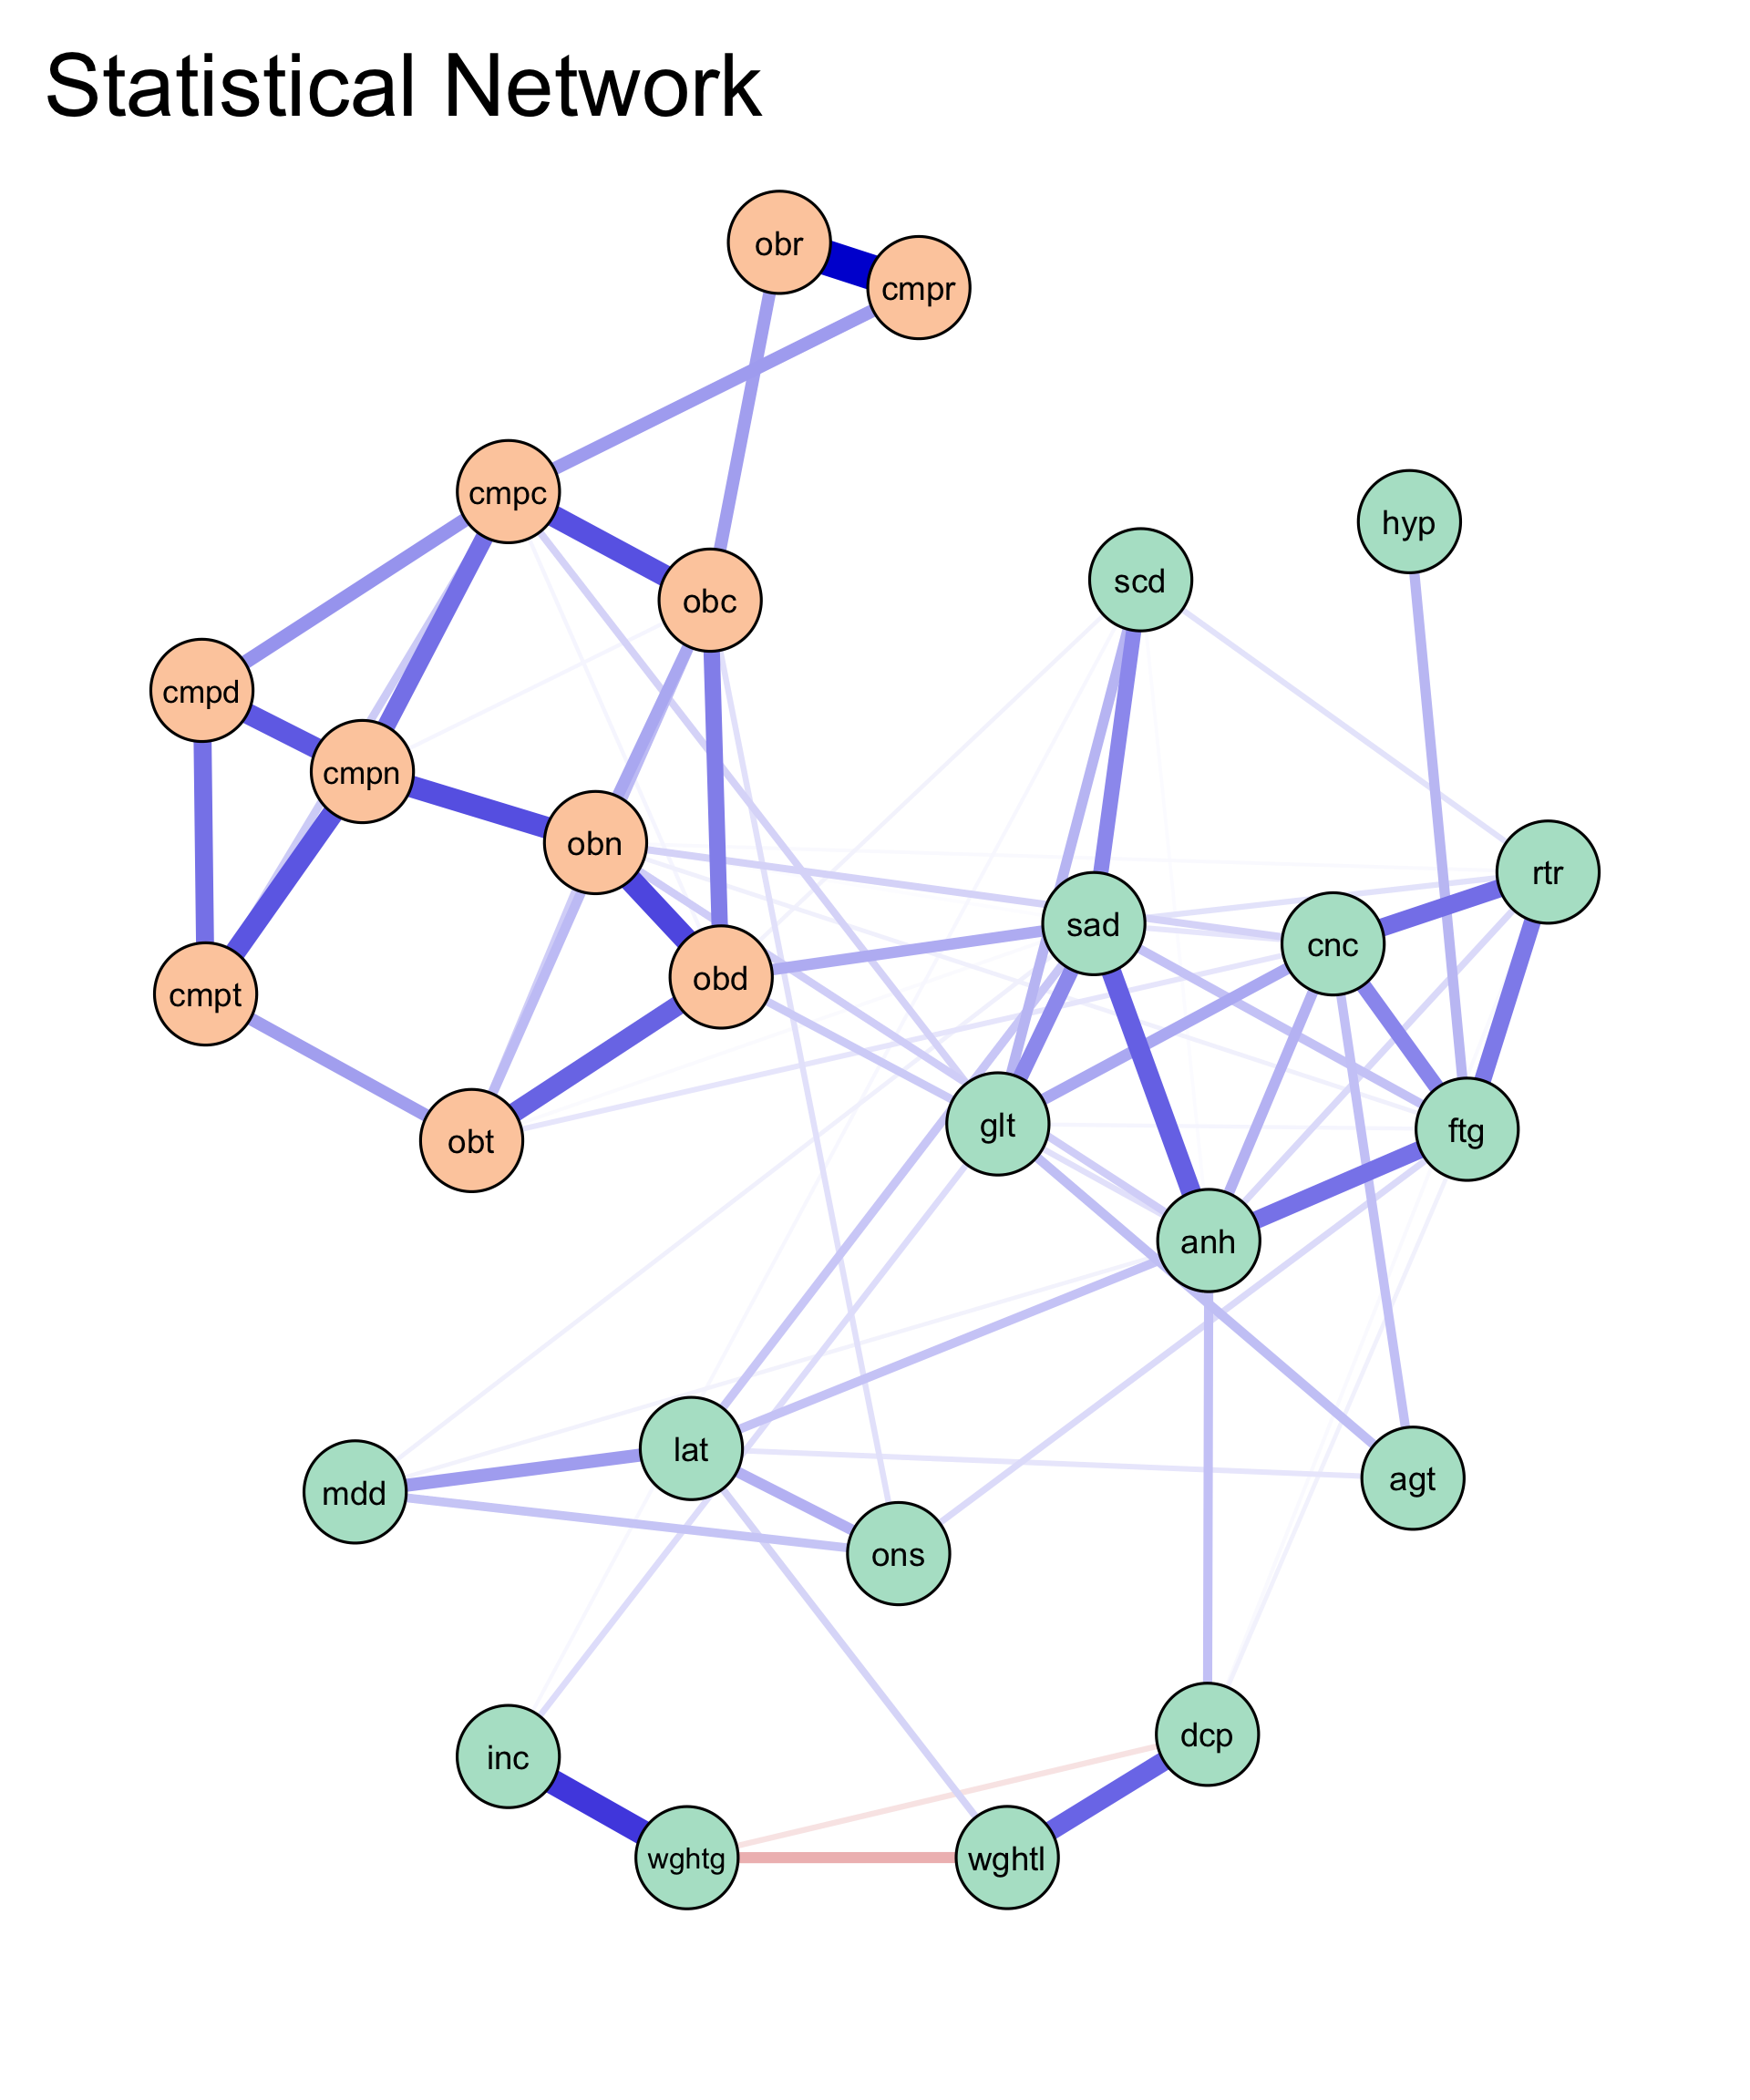 Statistical Network
obr
cmpr
cmpc
hyp
scd
obc
cmpd
cmpn
obn
rtr
sad
cnc
obd
cmpt
glt
ftg
obt
anh
lat
agt
mdd
ons
dcp
inc
wghtg
wghtl